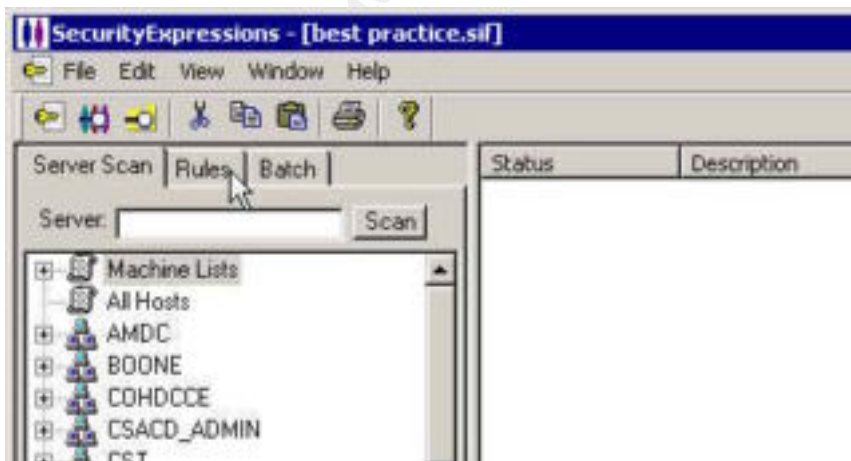 SecurityExpressions - [best practice.sif]
File Edit View Window Help
Server Scan Rules Batch
Status Description
Server: Scan
Machine Lists
All Hosts
AMDC
BOONE
COHDCCE
CSACD_ADMIN
CST